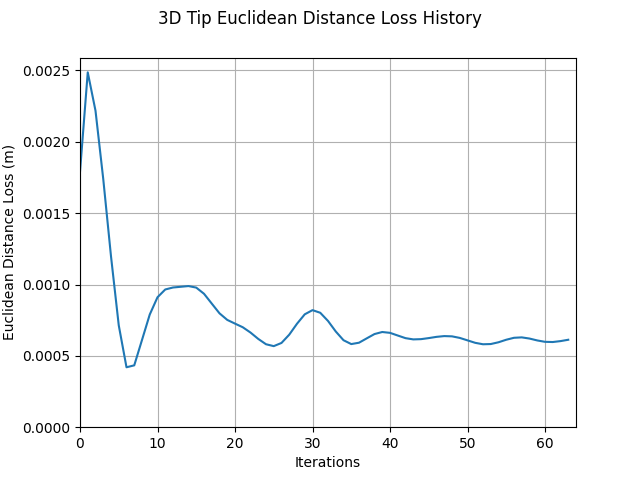 3D Tip Euclidean Distance Loss History
Euclidean Distance Loss (m)
0.0025
0.0020
0.0015
0.0010
0.0005
0.0000
0 10 20 30 40 50 60
Iterations